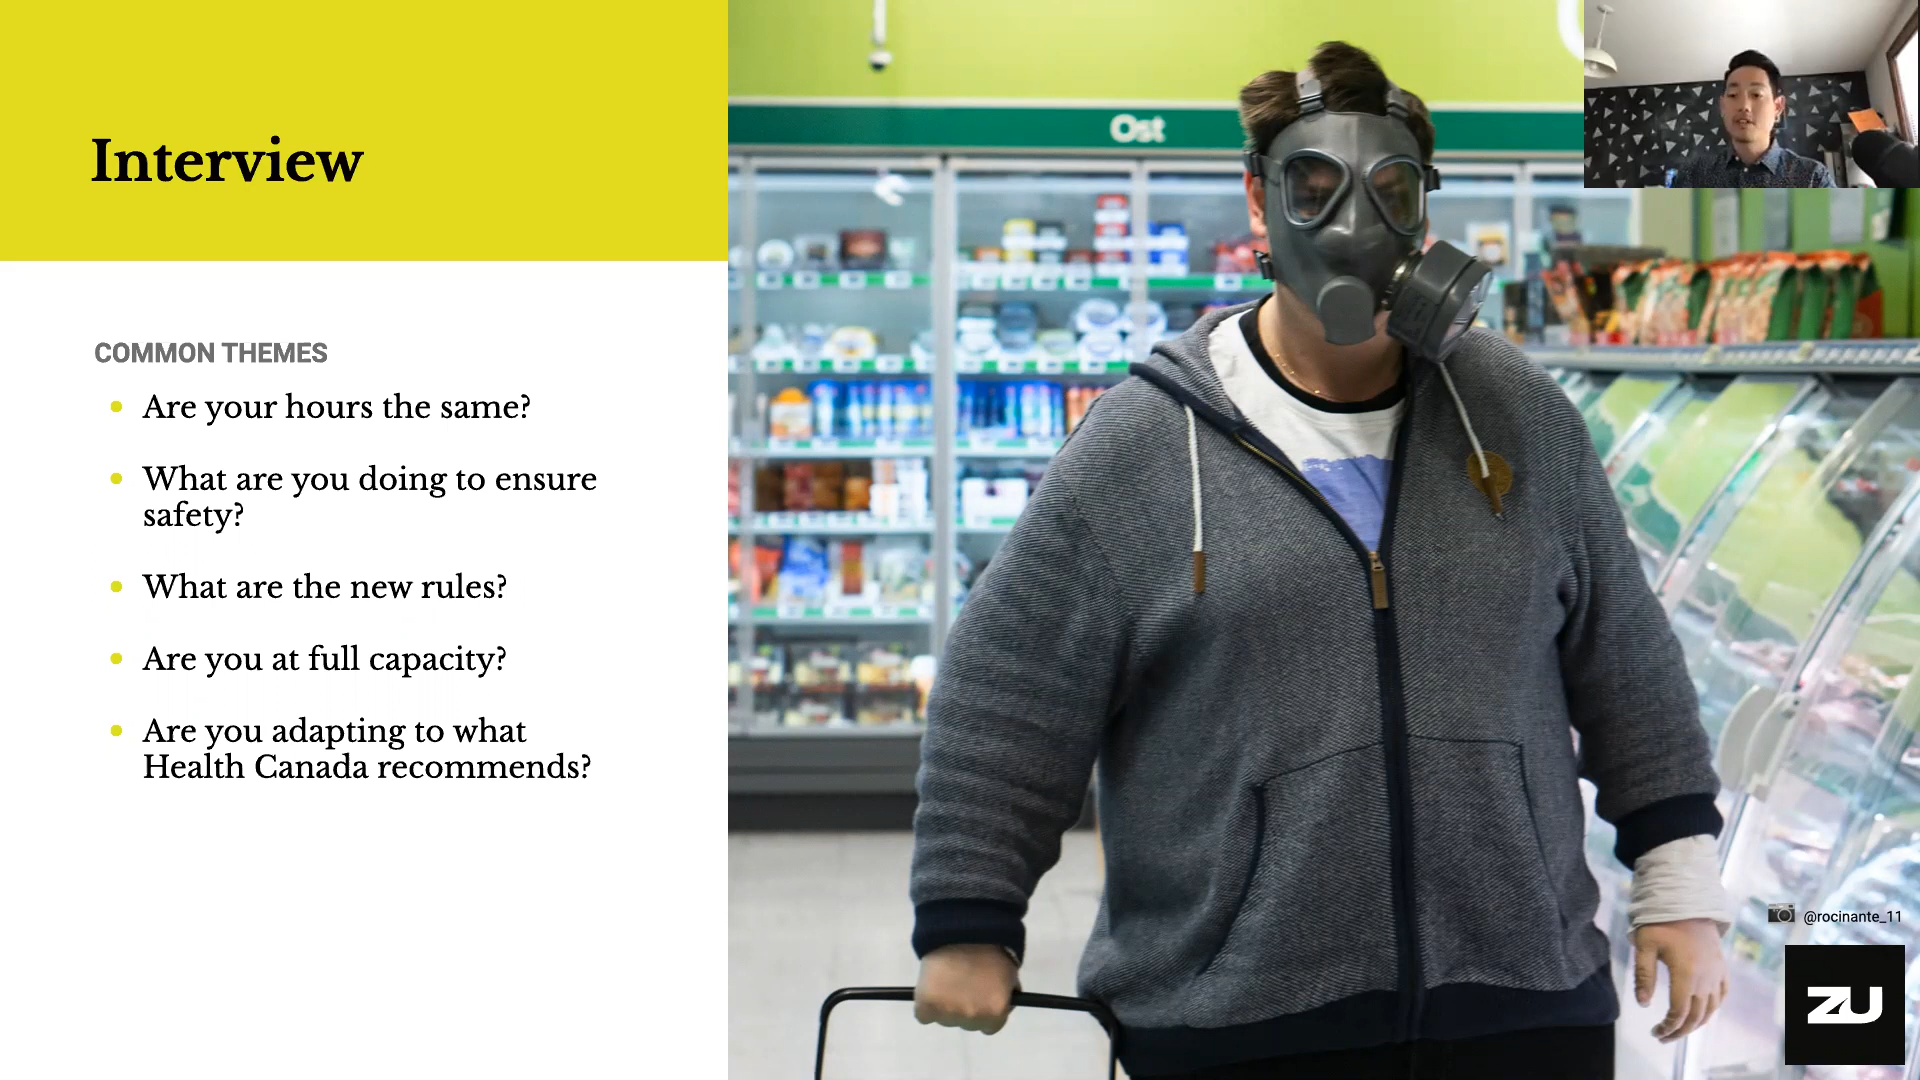 Interview
COMMON THEMES
Are your hours the same?
What are you doing to ensure
safety?
What are the new rules?
Are you at full capacity?
Are you adapting to what
Health Canada recommends?
Ost
@rocinante_11
ZU